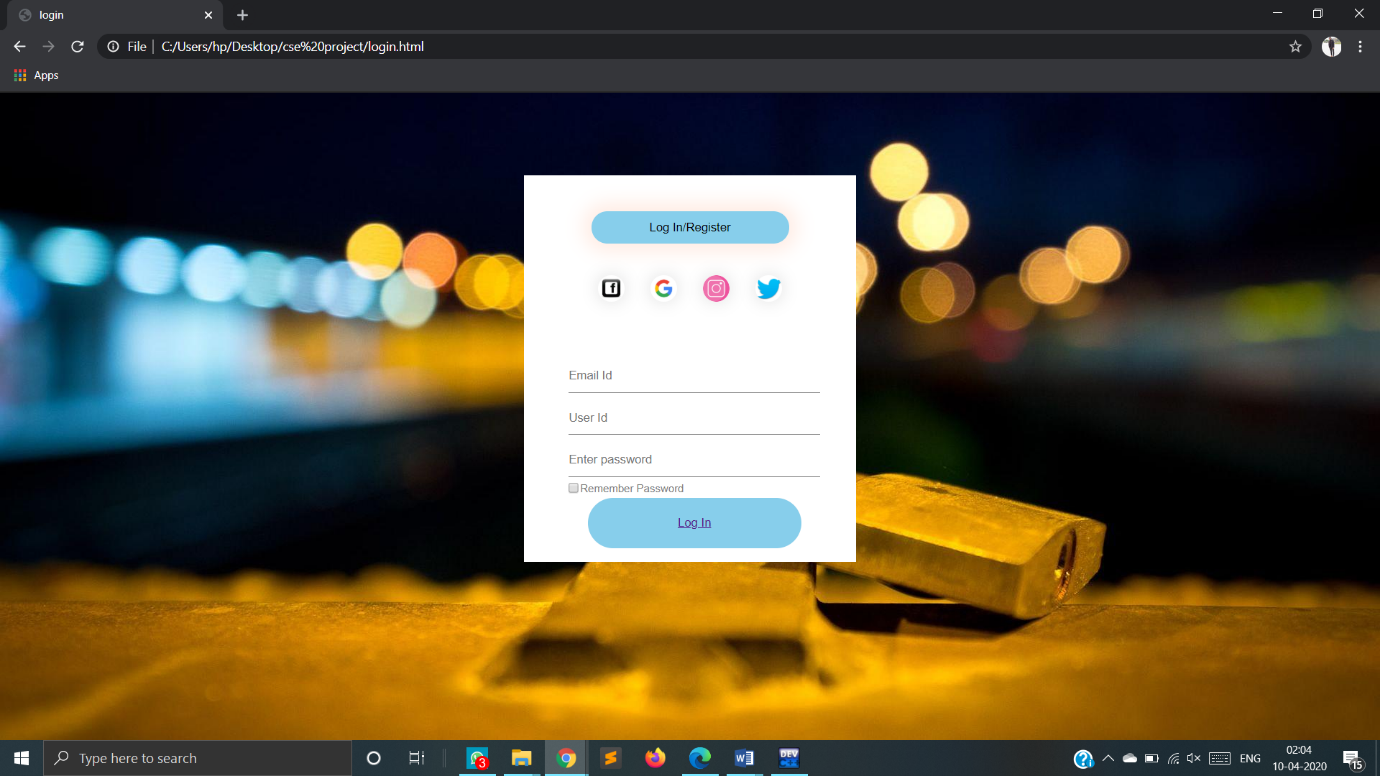 login
File
C:/Users/hp/Desktop/cse%20project/login.html
Apps
Log In/Register
Email Id
User Id
Enter password
Remember Password
Log In
Type here to search
3
DEV
ENG
02:04
10-04-2020
15